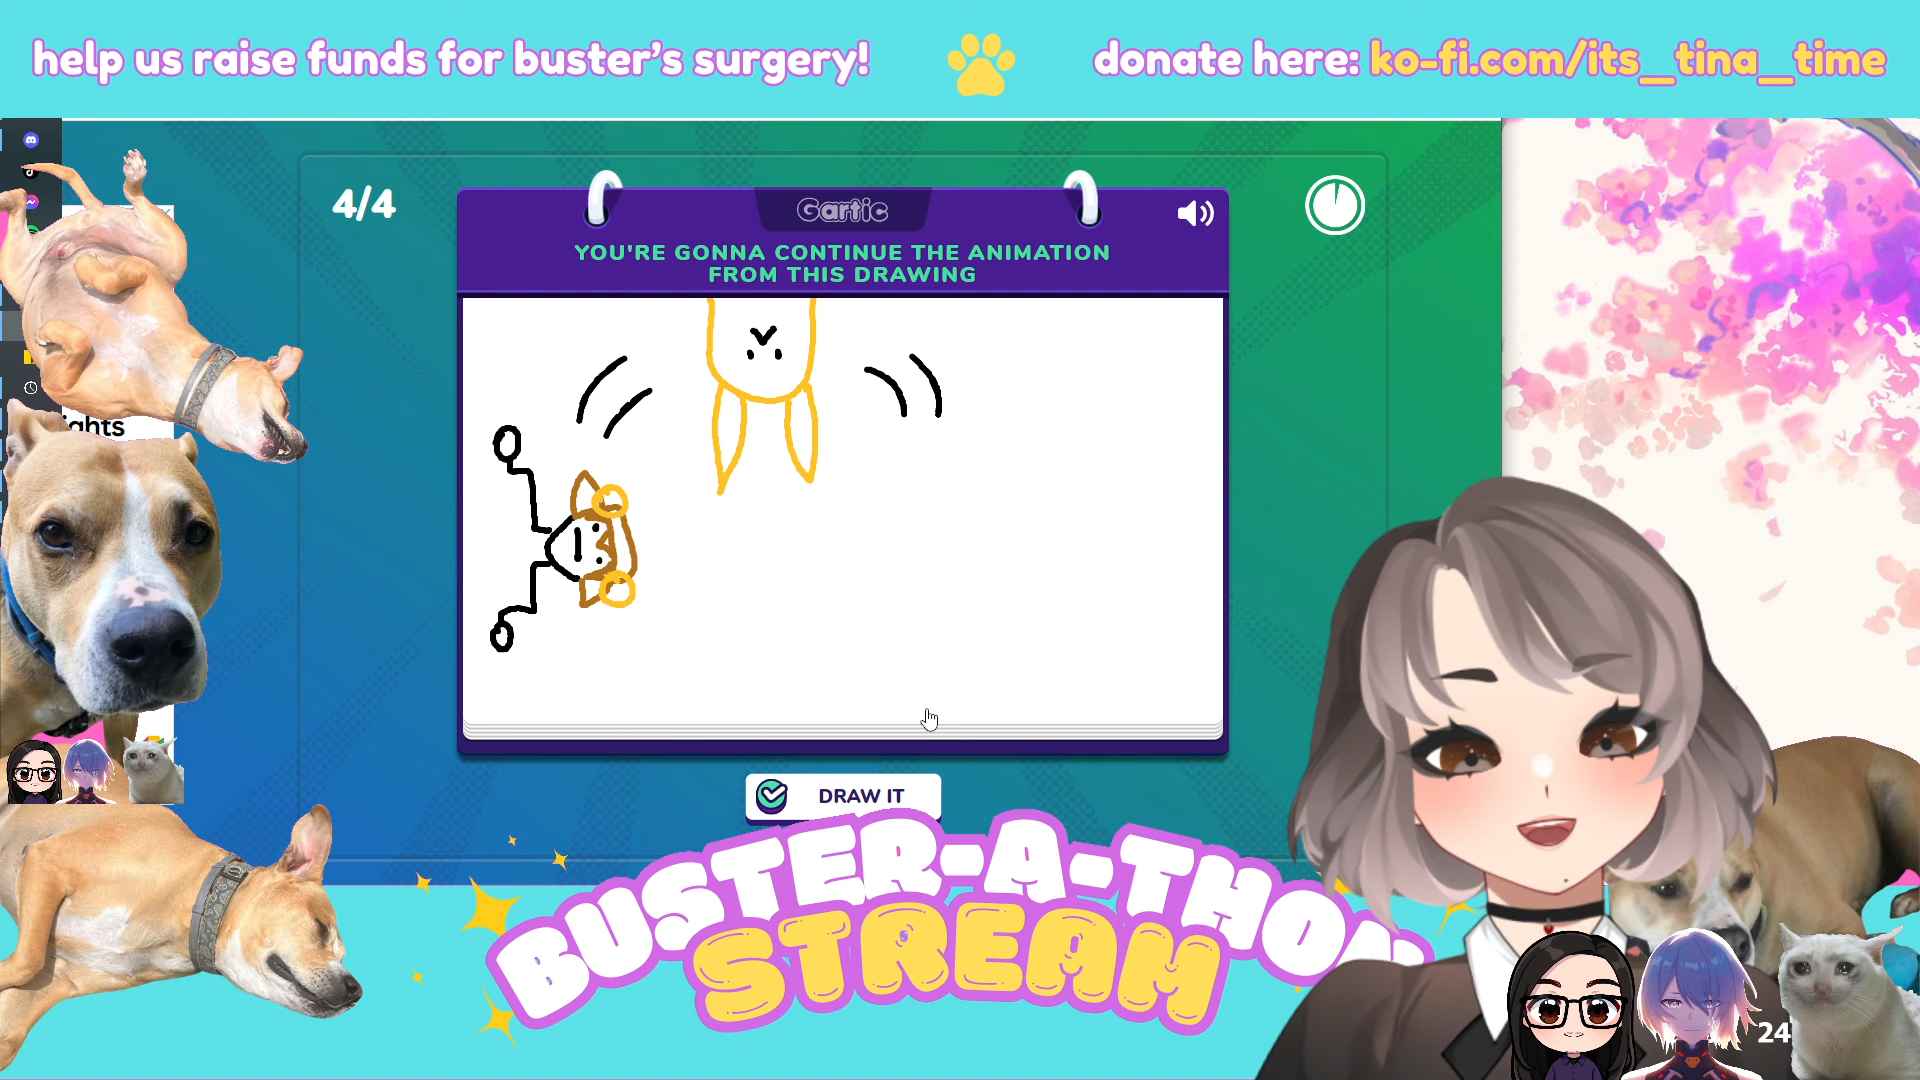 help us raise funds for buster's surgery!
donate here: ko-fi.com/its_tina_time
4/4
Gartic
YOU'RE GONNA CONTINUE THE ANIMATION
FROM THIS DRAWING
ghts
DRAW IT
BUSTER-A-THON
STREAM
24